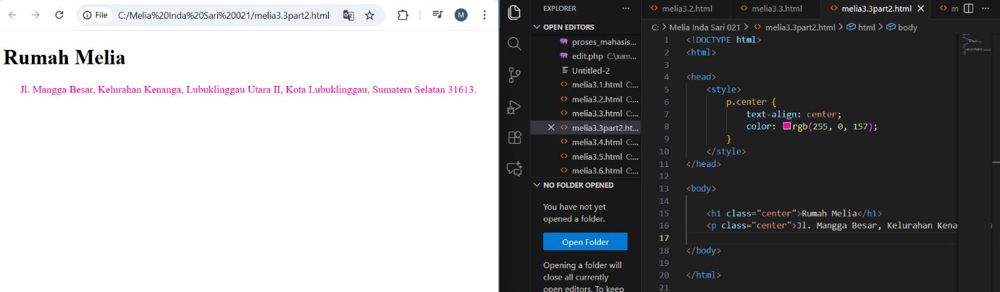 File C:/Melia%20Inda%20Sari%20021/melia3.3part2.html
M
Rumah Melia
Jl. Mangga Besar, Kelurahan Kenanga, Lubuklinggau Utara II, Kota Lubuklinggau, Sumatera Selatan 31613.
EXPLORER
OPEN EDITORS
proses_mahasis...
edit.php C:\xam...
Untitled-2
melia3.1.html C:...
melia3.2.html C:...
melia3.3.html C:...
melia3.3part2.ht...
melia3.4.html C:...
melia3.5.html C:...
melia3.6.html C:...
NO FOLDER OPENED
You have not yet
opened a folder.
Open Folder
Opening a folder will
close all currently
open editors. To keep
melia3.2.html melia3.3.html melia3.3part2.html m
C: > Melia Inda Sari 021 > melia3.3part2.html > html > body
1 <!DOCTYPE html>
2 <html>
3
4 <head>
5 <style>
6 p.center {
7 text-align: center;
8 color: rgb(255, 0, 157);
9 }
10 </style>
11 </head>
12
13 <body>
14
15 <h1 class="center">Rumah Melia</h1>
16 <p class="center">Jl. Mangga Besar, Kelurahan Kena
17
18 </body>
19
20 </html>
21